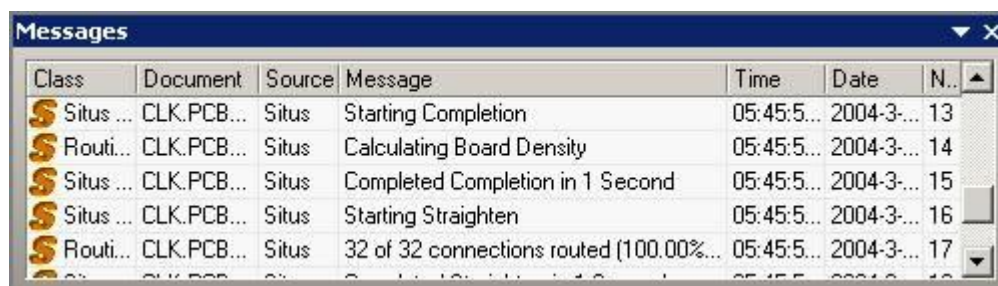 Messages
Class Document Source Message Time Date N..
Situs ... CLK.PCB... Situs Starting Completion 05:45:5... 2004-3-... 13
Routi... CLK.PCB... Situs Calculating Board Density 05:45:5... 2004-3-... 14
Situs ... CLK.PCB... Situs Completed Completion in 1 Second 05:45:5... 2004-3-... 15
Situs ... CLK.PCB... Situs Starting Straighten 05:45:5... 2004-3-... 16
Routi... CLK.PCB... Situs 32 of 32 connections routed (100.00%... 05:45:5... 2004-3-... 17